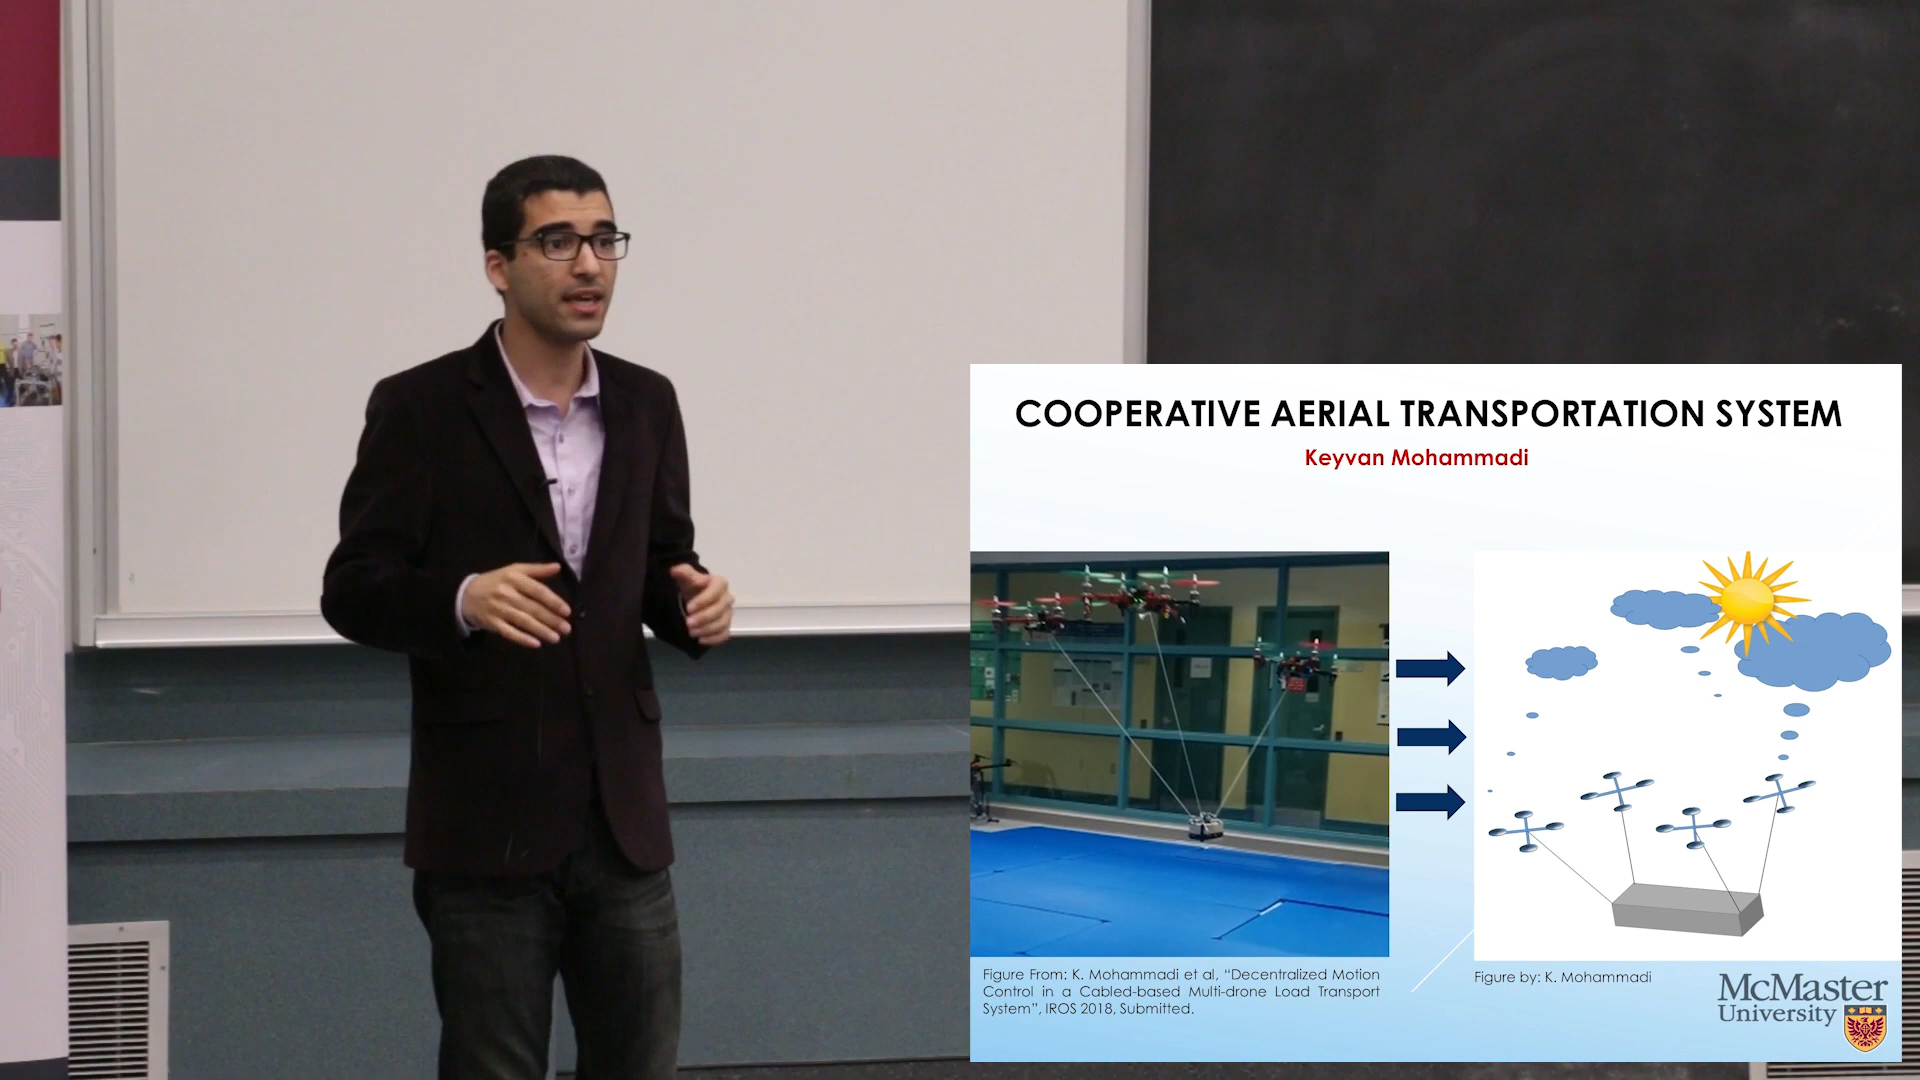 COOPERATIVE AERIAL TRANSPORTATION SYSTEM
Keyvan Mohammadi
Figure From: K. Mohammadi et al, “Decentralized Motion
Control in a Cabled-based Multi-drone Load Transport
System”, IROS 2018, Submitted.
Figure by: K. Mohammadi
McMaster
University